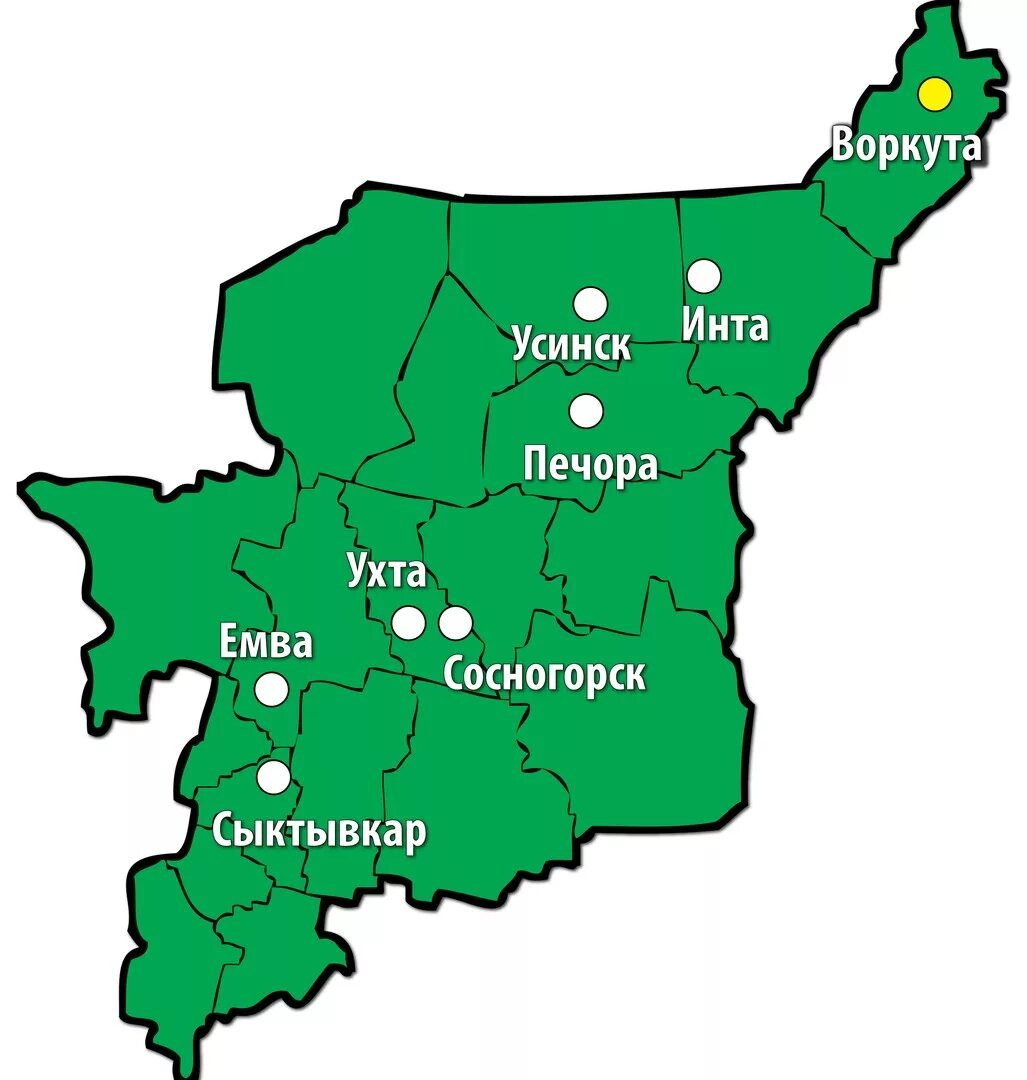 Воркута
Инта
Усинск
Печора
Ухта
Емва
Сосногорск
Сыктывкар